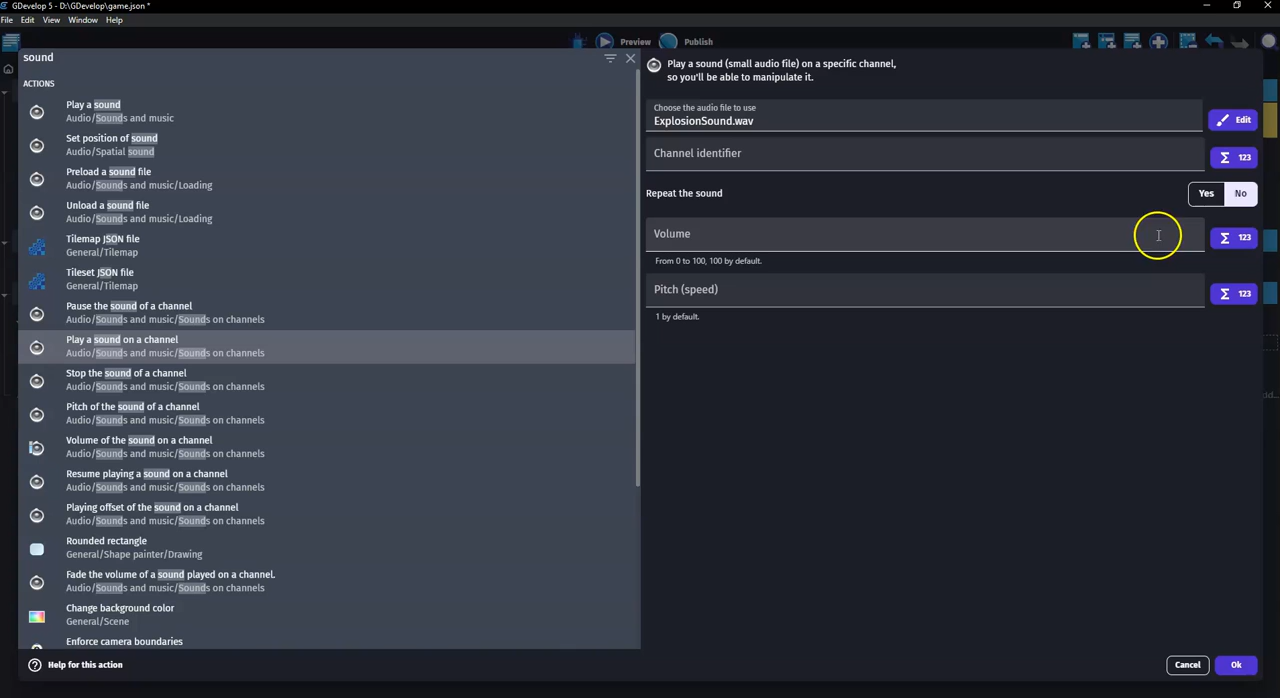 GDevelop 5 - D:\GDevelop\game.json *
File Edit View Window Help
Preview Publish
sound
ACTIONS
Play a sound
Audio/Sounds and music
Set position of sound
Audio/Spatial sound
Preload a sound file
Audio/Sounds and music/Loading
Unload a sound file
Audio/Sounds and music/Loading
Tilemap JSON file
General/Tilemap
Tileset JSON file
General/Tilemap
Pause the sound of a channel
Audio/Sounds and music/Sounds on channels
Play a sound on a channel
Audio/Sounds and music/Sounds on channels
Stop the sound of a channel
Audio/Sounds and music/Sounds on channels
Pitch of the sound of a channel
Audio/Sounds and music/Sounds on channels
Volume of the sound on a channel
Audio/Sounds and music/Sounds on channels
Resume playing a sound on a channel
Audio/Sounds and music/Sounds on channels
Playing offset of the sound on a channel
Audio/Sounds and music/Sounds on channels
Rounded rectangle
General/Shape painter/Drawing
Fade the volume of a sound played on a channel.
Audio/Sounds and music/Sounds on channels
Change background color
General/Scene
Enforce camera boundaries
Help for this action
Play a sound (small audio file) on a specific channel,
so you'll be able to manipulate it.
Choose the audio file to use
ExplosionSound.wav
Edit
Channel identifier
Σ 123
Repeat the sound
Yes No
Volume
Σ 123
From 0 to 100, 100 by default.
Pitch (speed)
Σ 123
1 by default.
dd...
Cancel Ok